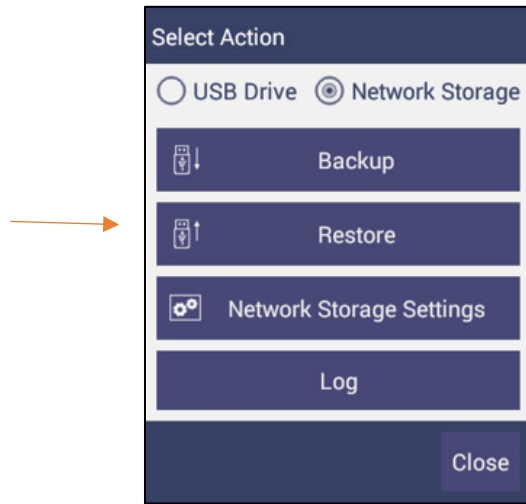 Select Action
USB Drive Network Storage
Backup
Restore
Network Storage Settings
Log
Close